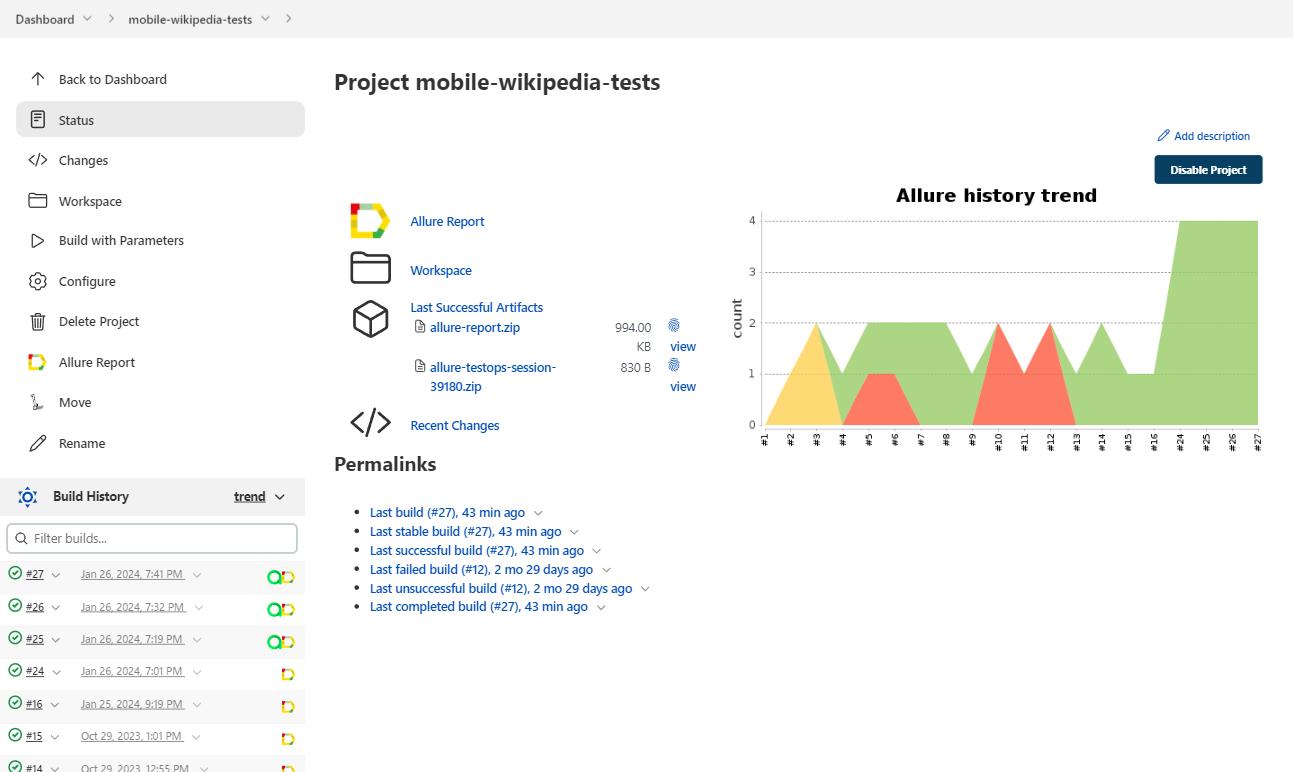 Dashboard
mobile-wikipedia-tests
Back to Dashboard
Status
Changes
Workspace
Build with Parameters
Configure
Delete Project
Allure Report
Move
Rename
Build History
trend
Filter builds...
#27 Jan 26, 2024, 7:41 PM
#26 Jan 26, 2024, 7:32 PM
#25 Jan 26, 2024, 7:19 PM
#24 Jan 26, 2024, 7:01 PM
#16 Jan 25, 2024, 9:19 PM
#15 Oct 29, 2023, 1:01 PM
#14 Oct 29, 2023, 12:55 PM
Project mobile-wikipedia-tests
Add description
Disable Project
Allure Report
Workspace
Last Successful Artifacts
allure-report.zip
994.00
KB
view
allure-testops-session-
39180.zip
830 B
view
Recent Changes
Allure history trend
count
4
3
2
1
0
#1
#2
#3
#4
#5
#6
#7
#8
#9
#10
#11
#12
#13
#14
#15
#16
#24
#25
#26
#27
Permalinks
Last build (#27), 43 min ago
Last stable build (#27), 43 min ago
Last successful build (#27), 43 min ago
Last failed build (#12), 2 mo 29 days ago
Last unsuccessful build (#12), 2 mo 29 days ago
Last completed build (#27), 43 min ago